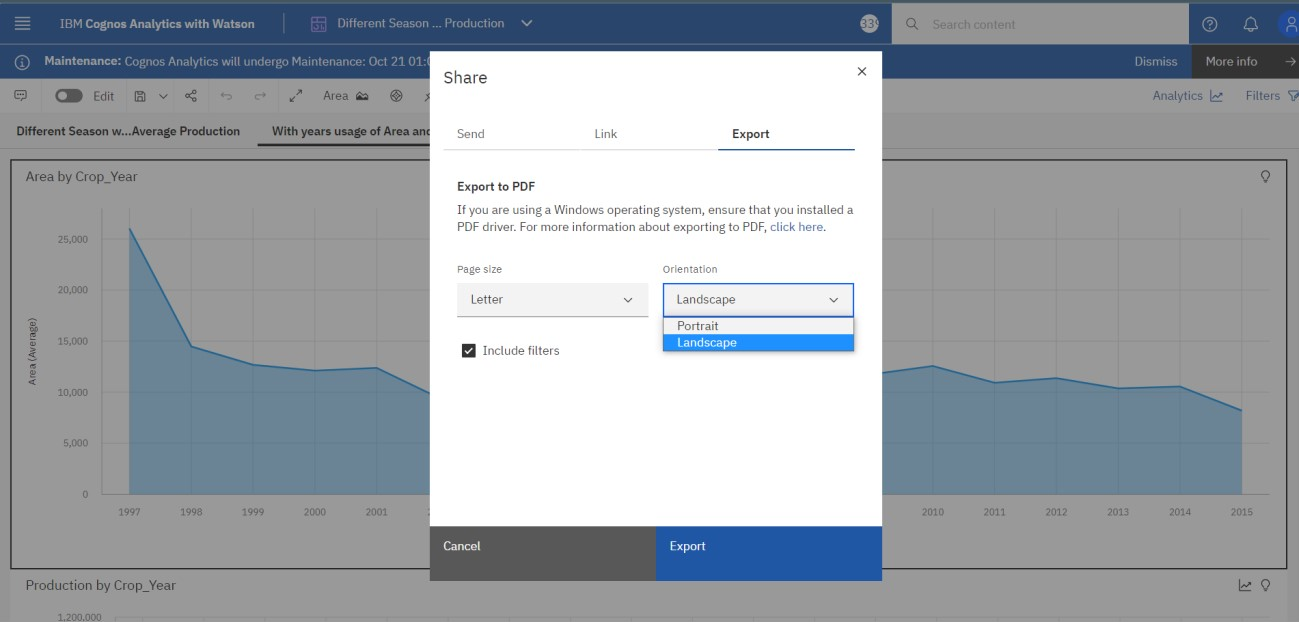 IBM Cognos Analytics with Watson
Different Season ... Production
339
Search content
Maintenance: Cognos Analytics will undergo Maintenance: Oct 21 01:0
Dismiss
More info
Edit
Area
Analytics
Filters
Different Season w...Average Production
With years usage of Area and
Share
Send
Link
Export
Export to PDF
If you are using a Windows operating system, ensure that you installed a
PDF driver. For more information about exporting to PDF, click here.
Page size
Orientation
Letter
Landscape
Portrait
Landscape
Include filters
Cancel
Export
Area by Crop_Year
Area (Average)
25,000
20,000
15,000
10,000
5,000
0
1997
1998
1999
2000
2001
2010
2011
2012
2013
2014
2015
Production by Crop_Year
1,200,000